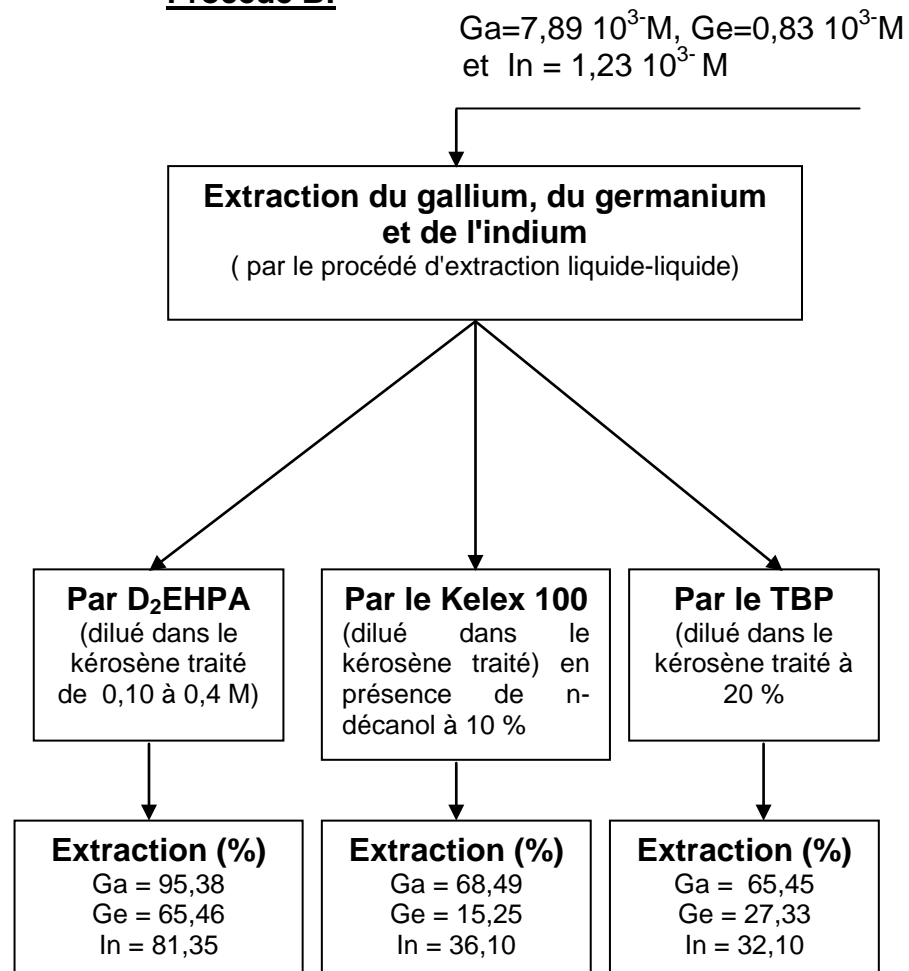 Procédé B:
Ga=7,89 10³⁻M, Ge=0,83 10³⁻M
et In = 1,23 10³⁻ M
Extraction du gallium, du germanium
et de l'indium
( par le procédé d'extraction liquide-liquide)
Par D₂EHPA
(dilué dans le
kérosène traité
de 0,10 à 0,4 M)
Par le Kelex 100
(dilué dans le
kérosène traité) en
présence de n-
décanol à 10 %
Par le TBP
(dilué dans le
kérosène traité à
20 %
Extraction (%)
Ga = 95,38
Ge = 65,46
In = 81,35
Extraction (%)
Ga = 68,49
Ge = 15,25
In = 36,10
Extraction (%)
Ga = 65,45
Ge = 27,33
In = 32,10